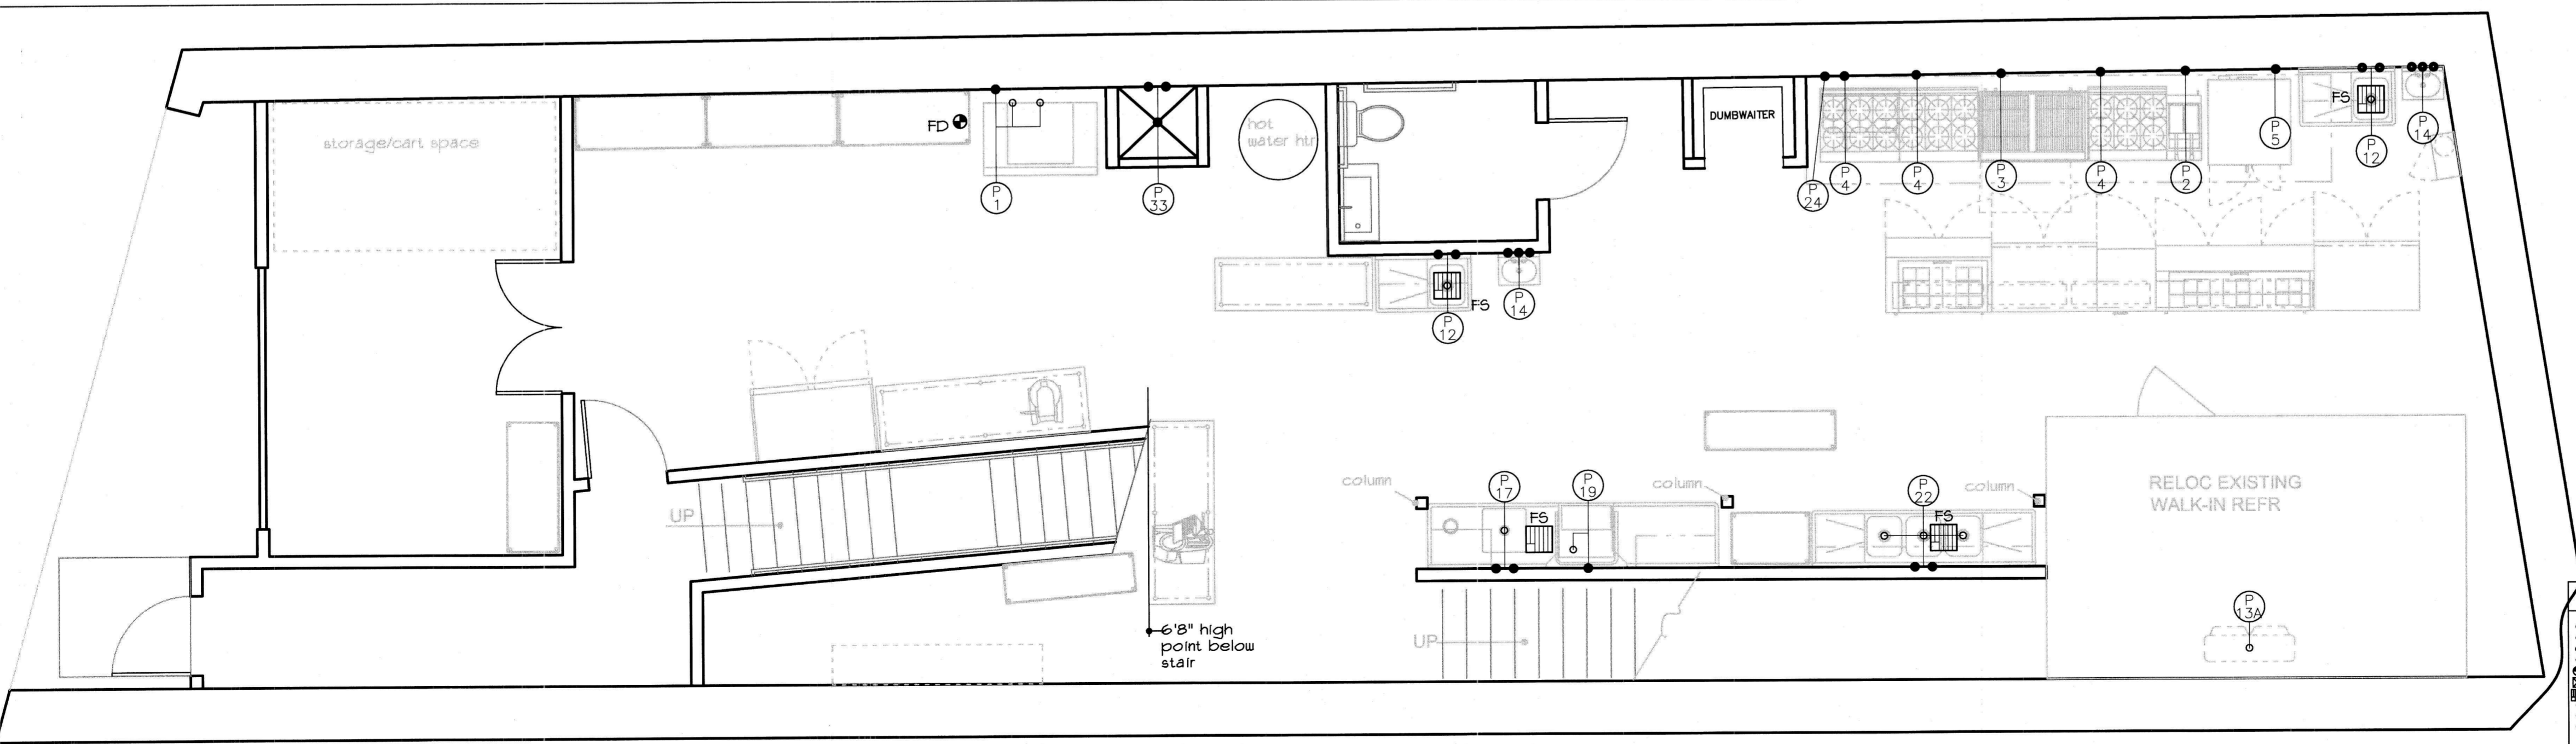 storage/cart space
FD
P
1
P
33
hot
water htr
DUMBWAITER
P
24
P
4
P
4
P
3
P
4
P
2
P
5
FS
P
12
P
14
P
12
FS
P
14
UP
6'8" high
point below
stair
column
P
17
FS
P
19
column
P
22
FS
column
UP
RELOC EXISTING
WALK-IN REFR
P
13A